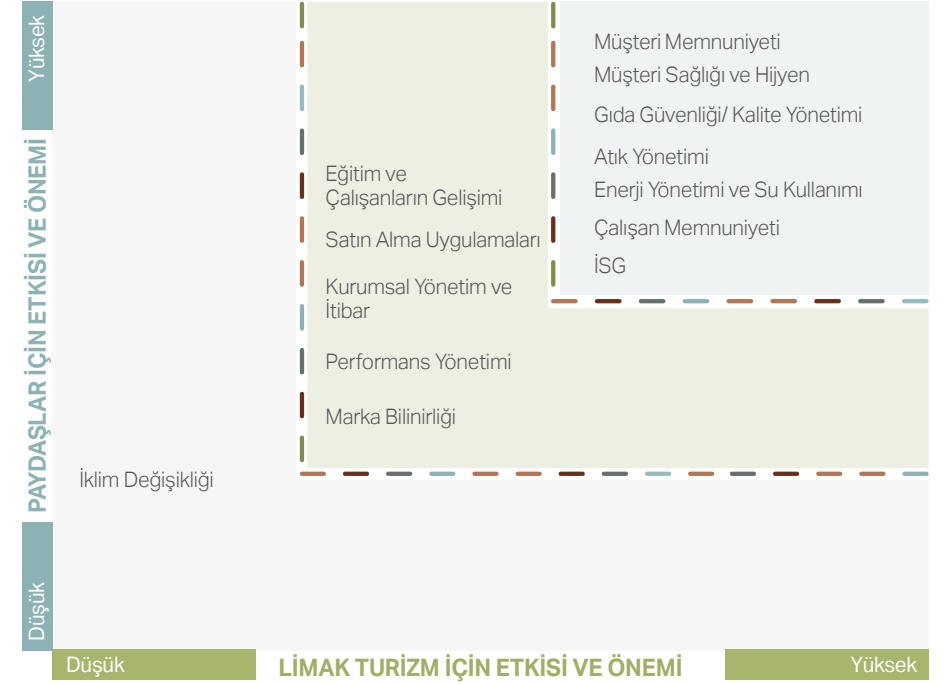 Yüksek
PAYDAŞLAR İÇİN ETKİSİ VE ÖNEMİ
Düşük
Müşteri Memnuniyeti
Müşteri Sağlığı ve Hijyen
Gıda Güvenliği/ Kalite Yönetimi
Atık Yönetimi
Enerji Yönetimi ve Su Kullanımı
Çalışan Memnuniyeti
İSG
Eğitim ve
Çalışanların Gelişimi
Satın Alma Uygulamaları
Kurumsal Yönetim ve
İtibar
Performans Yönetimi
Marka Bilinirliği
İklim Değişikliği
Düşük
LİMAK TURİZM İÇİN ETKİSİ VE ÖNEMİ
Yüksek